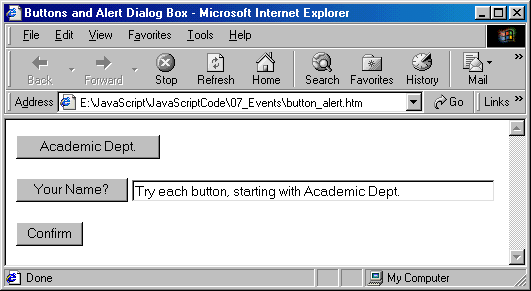 Buttons and Alert Dialog Box - Microsoft Internet Explorer
File Edit View Favorites Tools Help
Back Forward Stop Refresh Home Search Favorites History Mail »
Address E:\JavaScript\JavaScriptCode\07_Events\button_alert.htm Go Links »
Academic Dept.
Your Name? Try each button, starting with Academic Dept.
Confirm
Done My Computer